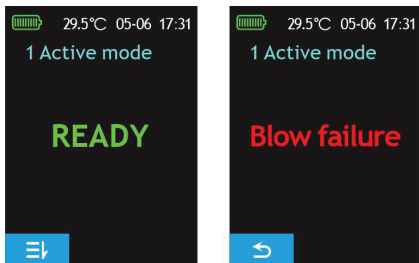 29.5℃ 05-06 17:31
1 Active mode
READY
29.5℃ 05-06 17:31
1 Active mode
Blow failure